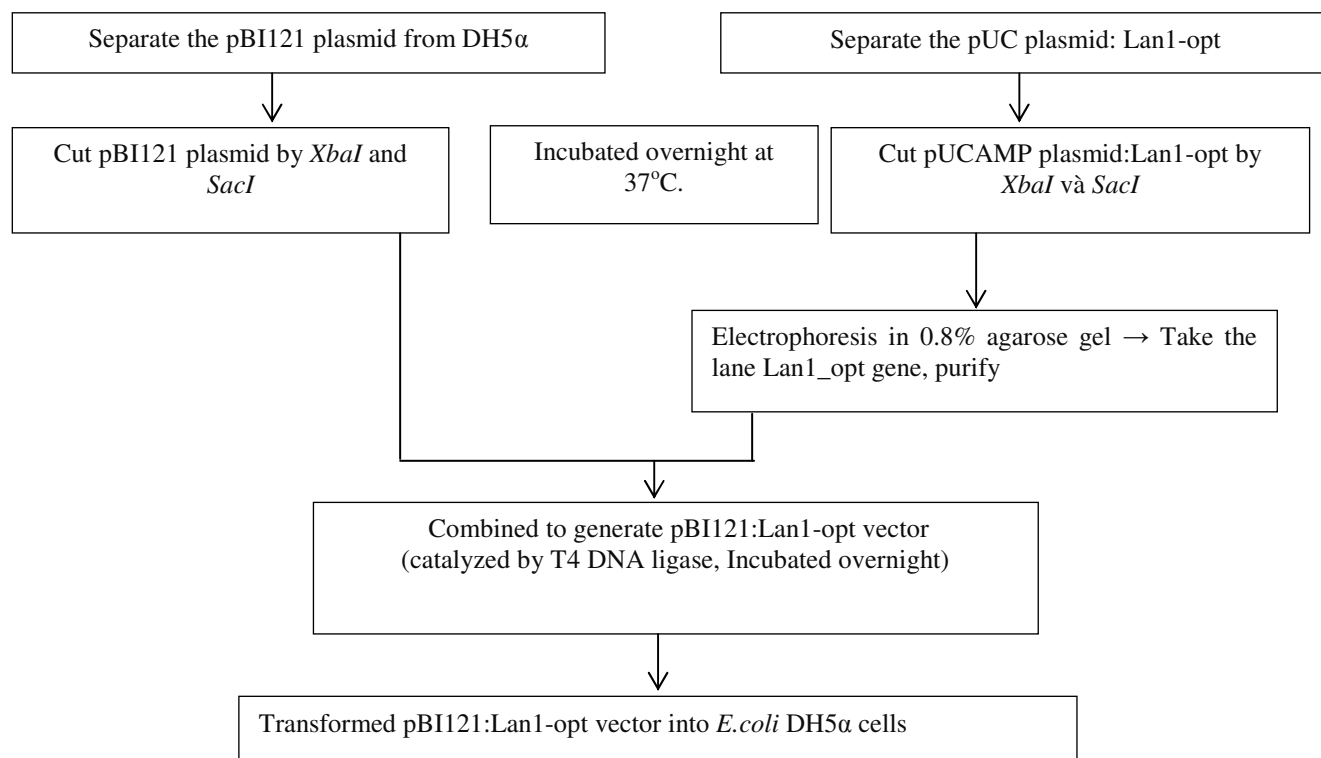 Separate the pBI121 plasmid from DH5α
Separate the pUC plasmid: Lan1-opt
Cut pBI121 plasmid by XbaI and
SacI
Incubated overnight at
37°C.
Cut pUCAMP plasmid:Lan1-opt by
XbaI và SacI
Electrophoresis in 0.8% agarose gel → Take the
lane Lan1_opt gene, purify
Combined to generate pBI121:Lan1-opt vector
(catalyzed by T4 DNA ligase, Incubated overnight)
Transformed pBI121:Lan1-opt vector into E.coli DH5α cells